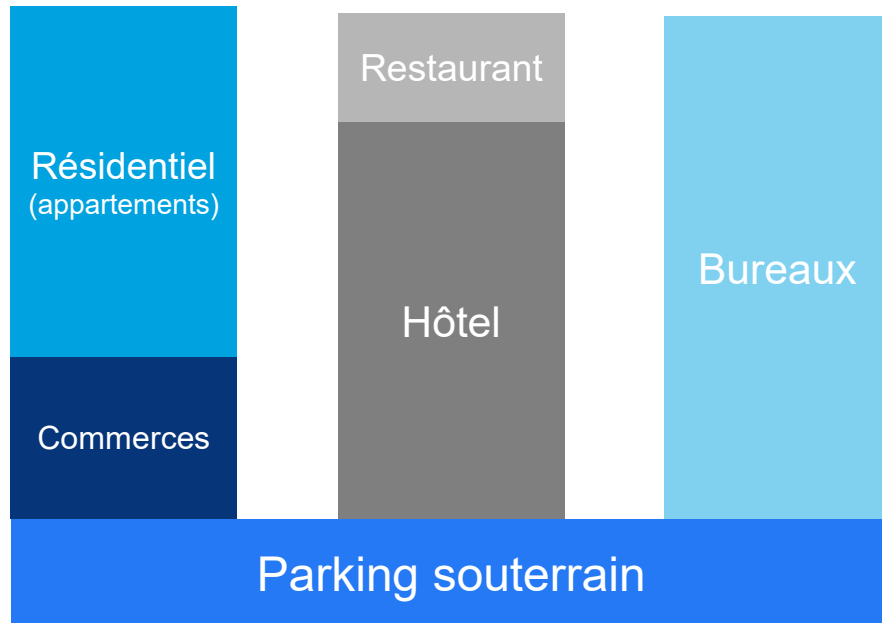 Résidentiel
(appartements)
Commerces
Restaurant
Hôtel
Bureaux
Parking souterrain